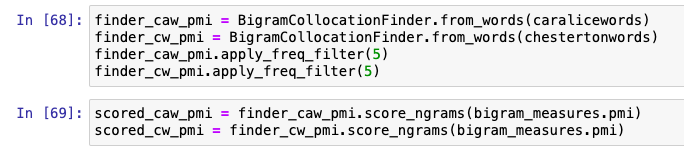 In [68]: finder_caw_pmi = BigramCollocationFinder.from_words(caralicewords)
finder_cw_pmi = BigramCollocationFinder.from_words(chestertonwords)
finder_caw_pmi.apply_freq_filter(5)
finder_cw_pmi.apply_freq_filter(5)
In [69]: scored_caw_pmi = finder_caw_pmi.score_ngrams(bigram_measures.pmi)
scored_cw_pmi = finder_cw_pmi.score_ngrams(bigram_measures.pmi)